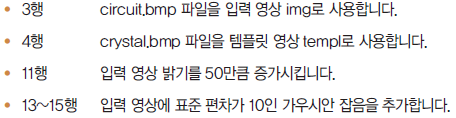 • 3행 circuit.bmp 파일을 입력 영상 img로 사용합니다.
• 4행 crystal.bmp 파일을 템플릿 영상 templ로 사용합니다.
• 11행 입력 영상 밝기를 50만큼 증가시킵니다.
• 13~15행 입력 영상에 표준 편차가 10인 가우시안 잡음을 추가합니다.